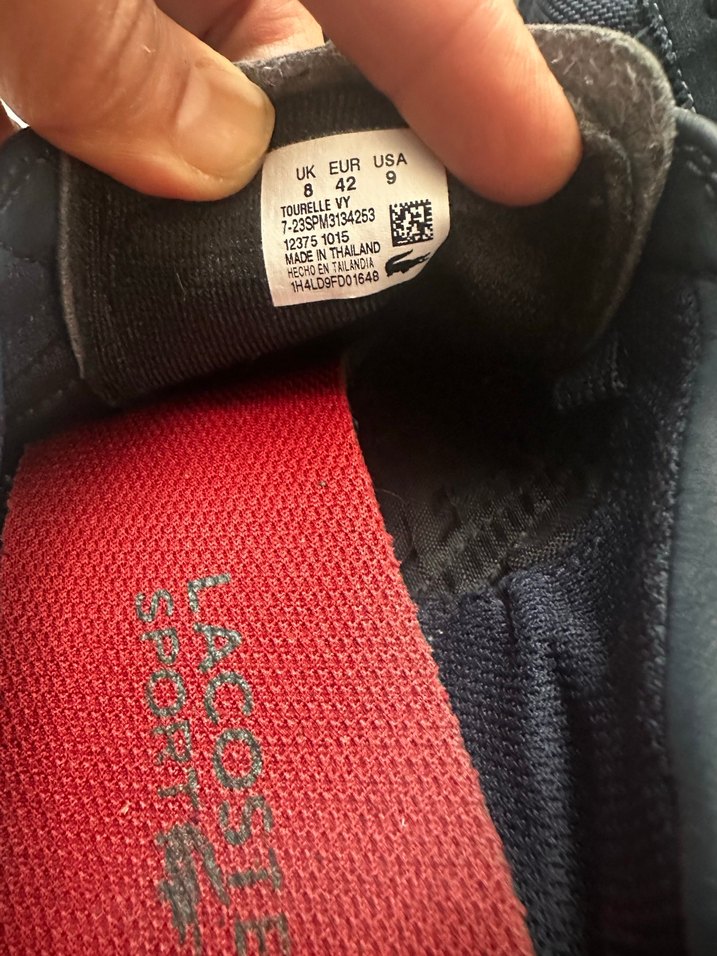 UK EUR USA
8 42 9
TOURELLE VY
7-23SPM3134253
12375 1015
MADE IN THAILAND
HECHO EN TAILANDIA
1H4LD9FD01648
LACOSTE
SPORT